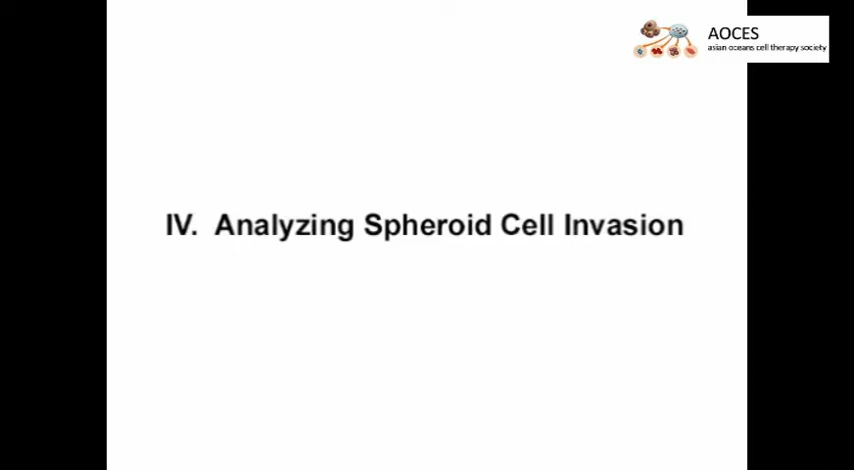 AOCES
asian oceans cell therapy society
IV. Analyzing Spheroid Cell Invasion